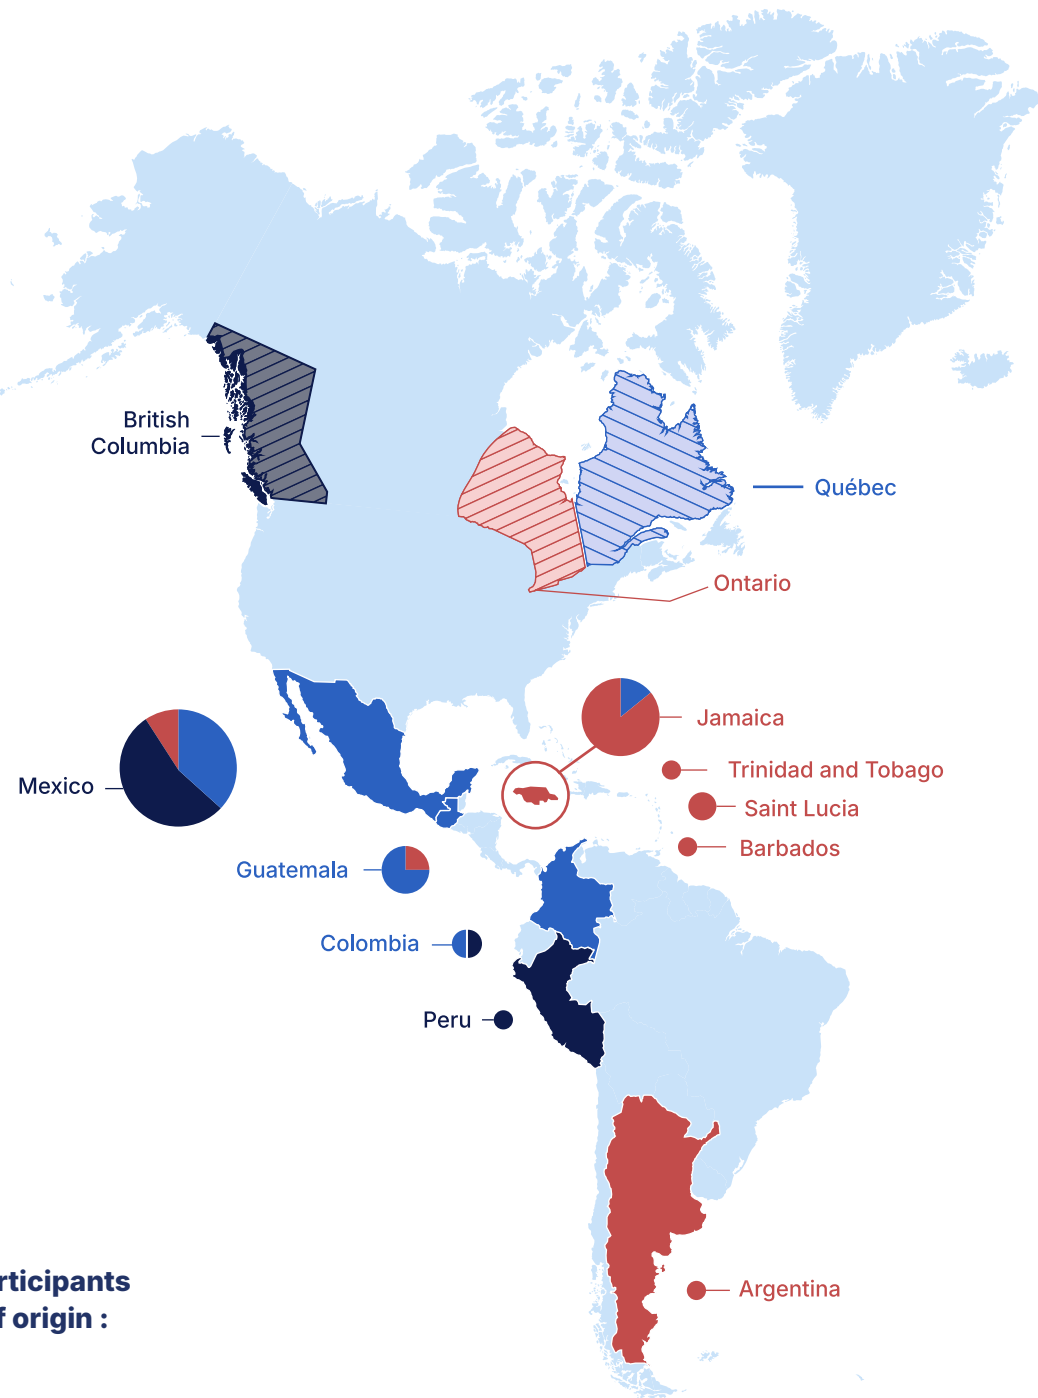 British
Columbia
Québec
Ontario
Jamaica
Mexico
Trinidad and Tobago
Saint Lucia
Barbados
Guatemala
Colombia
Peru
Argentina
rticipants
f origin :